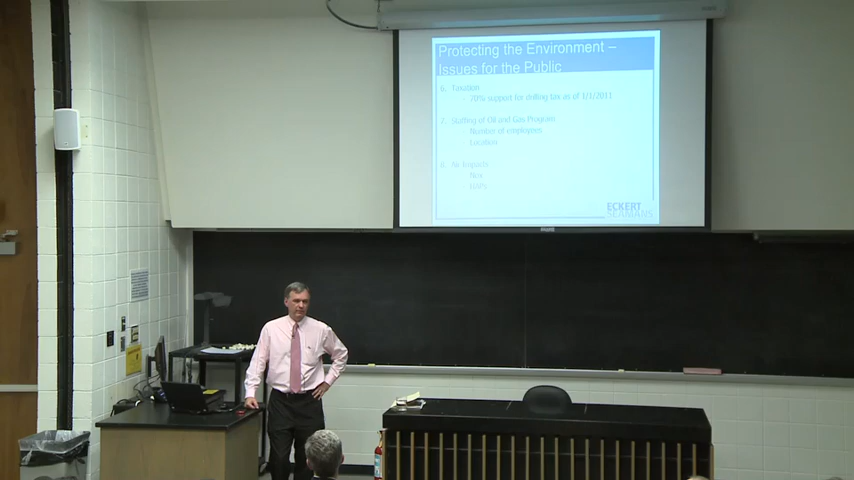 Protecting the Environment –
Issues for the Public
6. Taxation
70% support for drilling tax as of 1/1/2011
7. Staffing of Oil and Gas Program
Number of employees
Location
8. Air Impacts
Nox
HAPs
ECKERT
SEAMANS